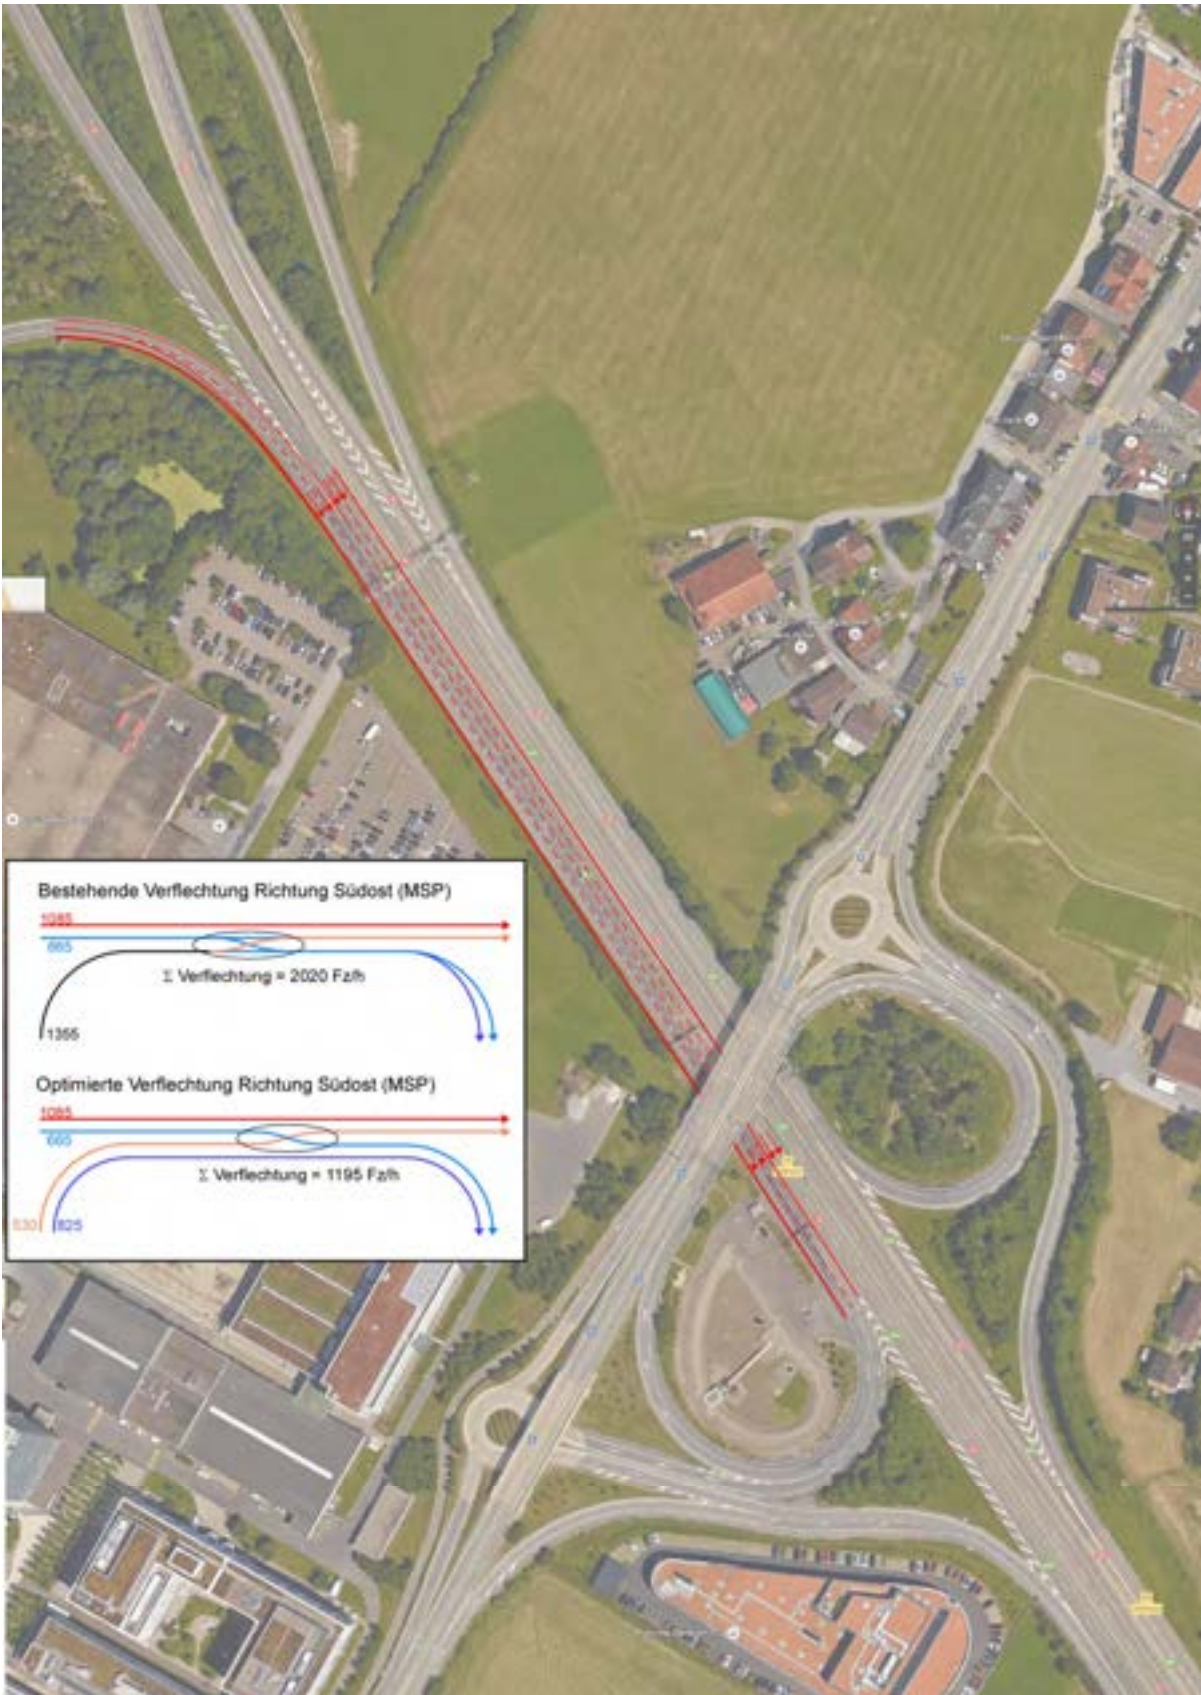 Bestehende Verflechtung Richtung Südost (MSP)
1085
665
Σ Verflechtung = 2020 Fz/h
1355
Optimierte Verflechtung Richtung Südost (MSP)
1085
665
Σ Verflechtung = 1195 Fz/h
530 825